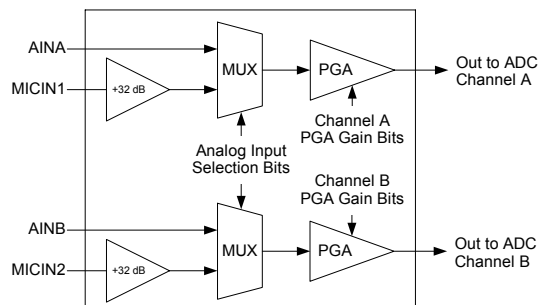 AINA
MICIN1
+32 dB
MUX
PGA
Out to ADC
Channel A
Channel A
PGA Gain Bits
Analog Input
Selection Bits
Channel B
PGA Gain Bits
AINB
MICIN2
+32 dB
MUX
PGA
Out to ADC
Channel B